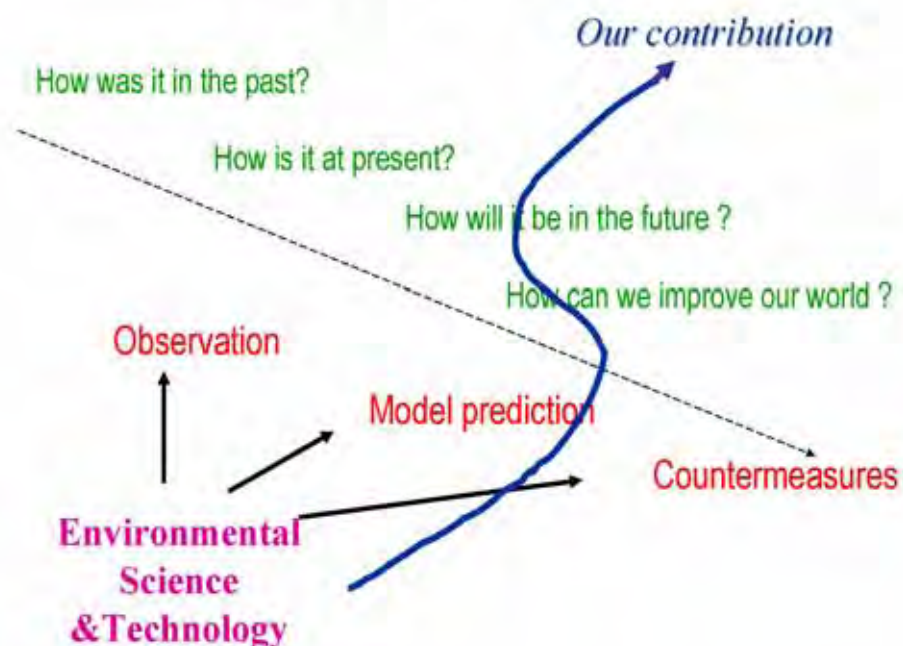 Our contribution
How was it in the past?
How is it at present?
How will it be in the future ?
How can we improve our world ?
Observation
Model prediction
Countermeasures
Environmental
Science
&Technology